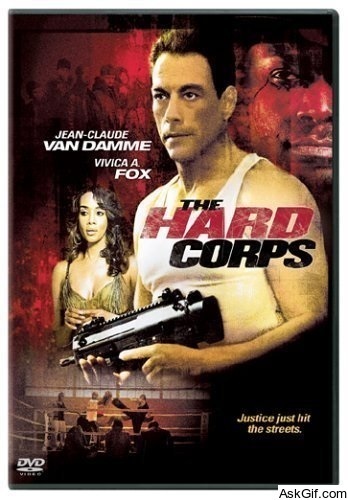 JEAN-CLAUDE
VAN DAMME
VIVICA A.
FOX
THE
HARD
CORPS
Justice just hit
the streets.
DVD
VIDEO
AskGif.com